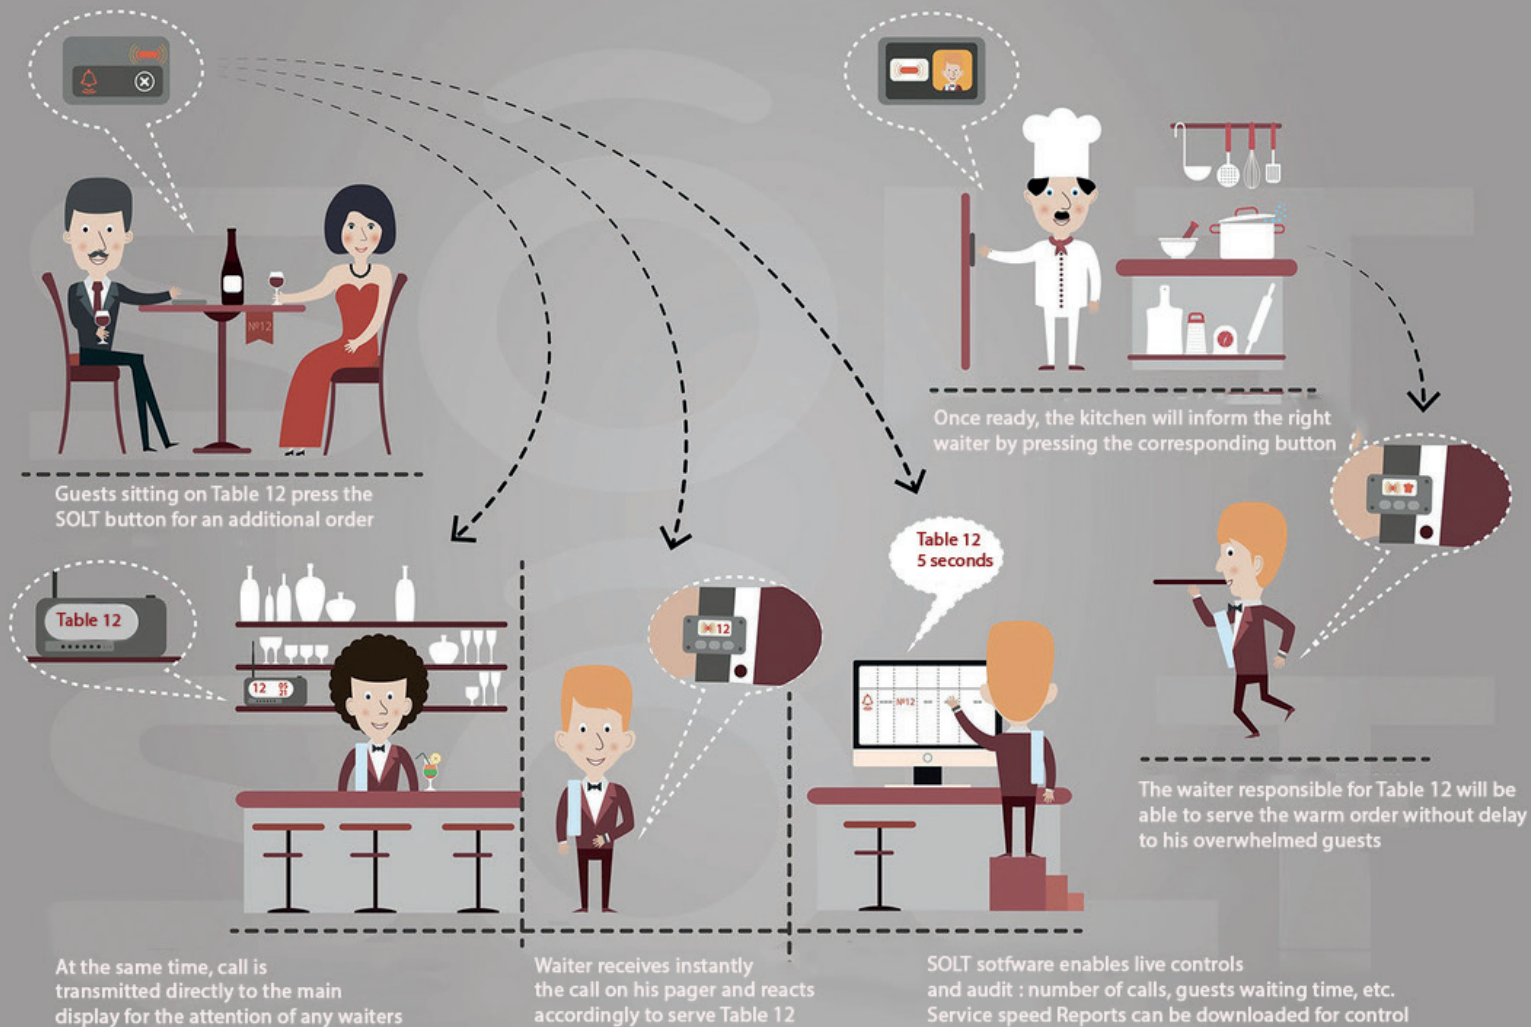 Guests sitting on Table 12 press the
SOLT button for an additional order
Nº12
Once ready, the kitchen will inform the right
waiter by pressing the corresponding button
Table 12
12 05
21
12
Table 12
5 seconds
Nº12
The waiter responsible for Table 12 will be
able to serve the warm order without delay
to his overwhelmed guests
At the same time, call is
transmitted directly to the main
display for the attention of any waiters
Waiter receives instantly
the call on his pager and reacts
accordingly to serve Table 12
SOLT sotfware enables live controls
and audit : number of calls, guests waiting time, etc.
Service speed Reports can be downloaded for control